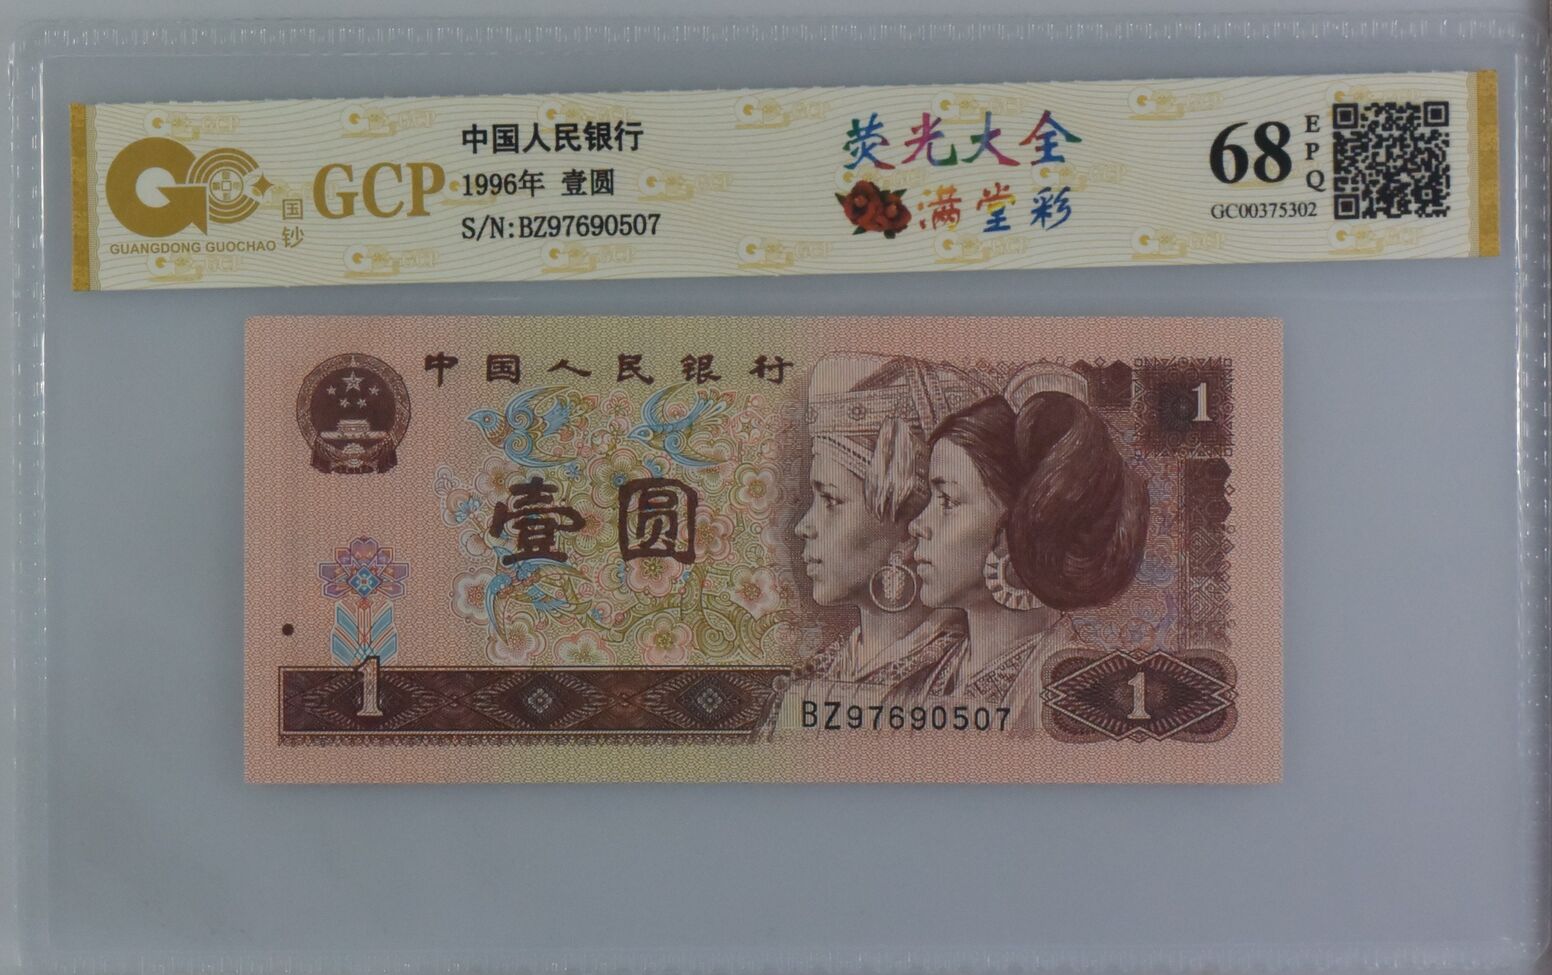 GUANGDONG GUOCHAO
国钞
GCP
中国人民银行
1996年 壹圆
S/N:BZ97690507
荧光大全
满堂彩
68
EPQ
GC00375302
中国人民银行
1
壹圆
1
BZ97690507
1